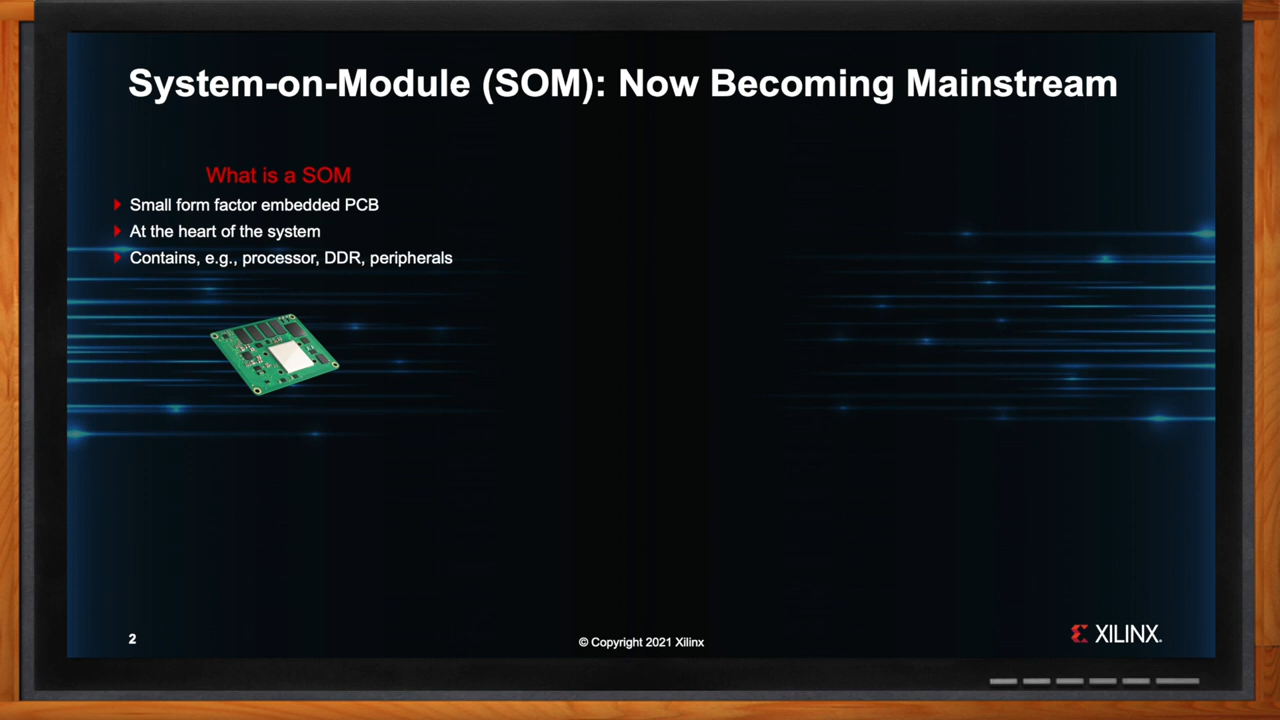 System-on-Module (SOM): Now Becoming Mainstream
What is a SOM
Small form factor embedded PCB
At the heart of the system
Contains, e.g., processor, DDR, peripherals
2
© Copyright 2021 Xilinx
XILINX.